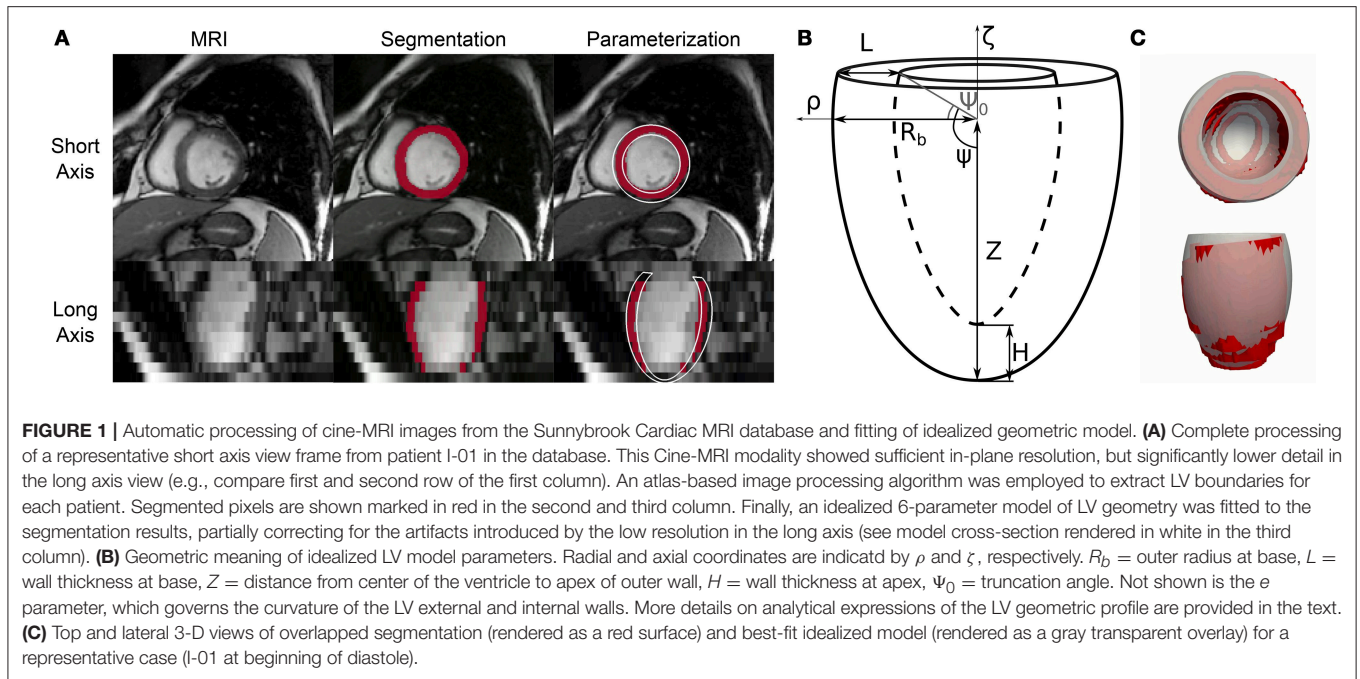 A
MRI
Segmentation
Parameterization
Short
Axis
Long
Axis
B
ζ
L
ρ
Ψ0
R_b
Ψ
Z
H
C
FIGURE 1 | Automatic processing of cine-MRI images from the Sunnybrook Cardiac MRI database and fitting of idealized geometric model. (A) Complete processing
of a representative short axis view frame from patient I-01 in the database. This Cine-MRI modality showed sufficient in-plane resolution, but significantly lower detail in
the long axis view (e.g., compare first and second row of the first column). An atlas-based image processing algorithm was employed to extract LV boundaries for
each patient. Segmented pixels are shown marked in red in the second and third column. Finally, an idealized 6-parameter model of LV geometry was fitted to the
segmentation results, partially correcting for the artifacts introduced by the low resolution in the long axis (see model cross-section rendered in white in the third
column). (B) Geometric meaning of idealized LV model parameters. Radial and axial coordinates are indicatd by ρ and ζ, respectively. R_b = outer radius at base, L =
wall thickness at base, Z = distance from center of the ventricle to apex of outer wall, H = wall thickness at apex, Ψ0 = truncation angle. Not shown is the e
parameter, which governs the curvature of the LV external and internal walls. More details on analytical expressions of the LV geometric profile are provided in the text.
(C) Top and lateral 3-D views of overlapped segmentation (rendered as a red surface) and best-fit idealized model (rendered as a gray transparent overlay) for a
representative case (I-01 at beginning of diastole).